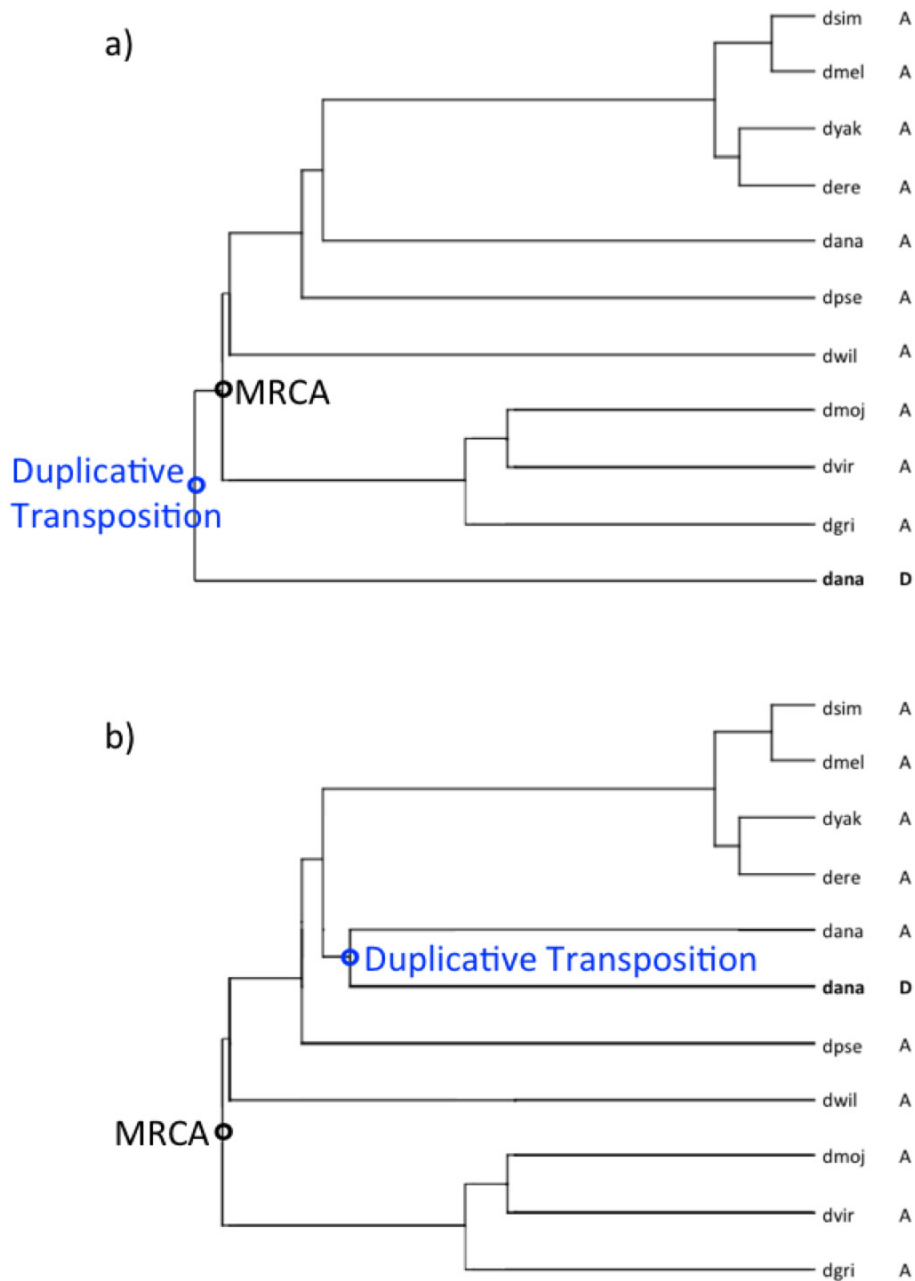 a)
dsim A
dmel A
dyak A
dere A
dana A
dpse A
dwil A
MRCA
dmoj A
Duplicative
Transposition
dvir A
dgri A
dana D
b)
dsim A
dmel A
dyak A
dere A
dana A
Duplicative Transposition
dana D
dpse A
dwil A
MRCA
dmoj A
dvir A
dgri A